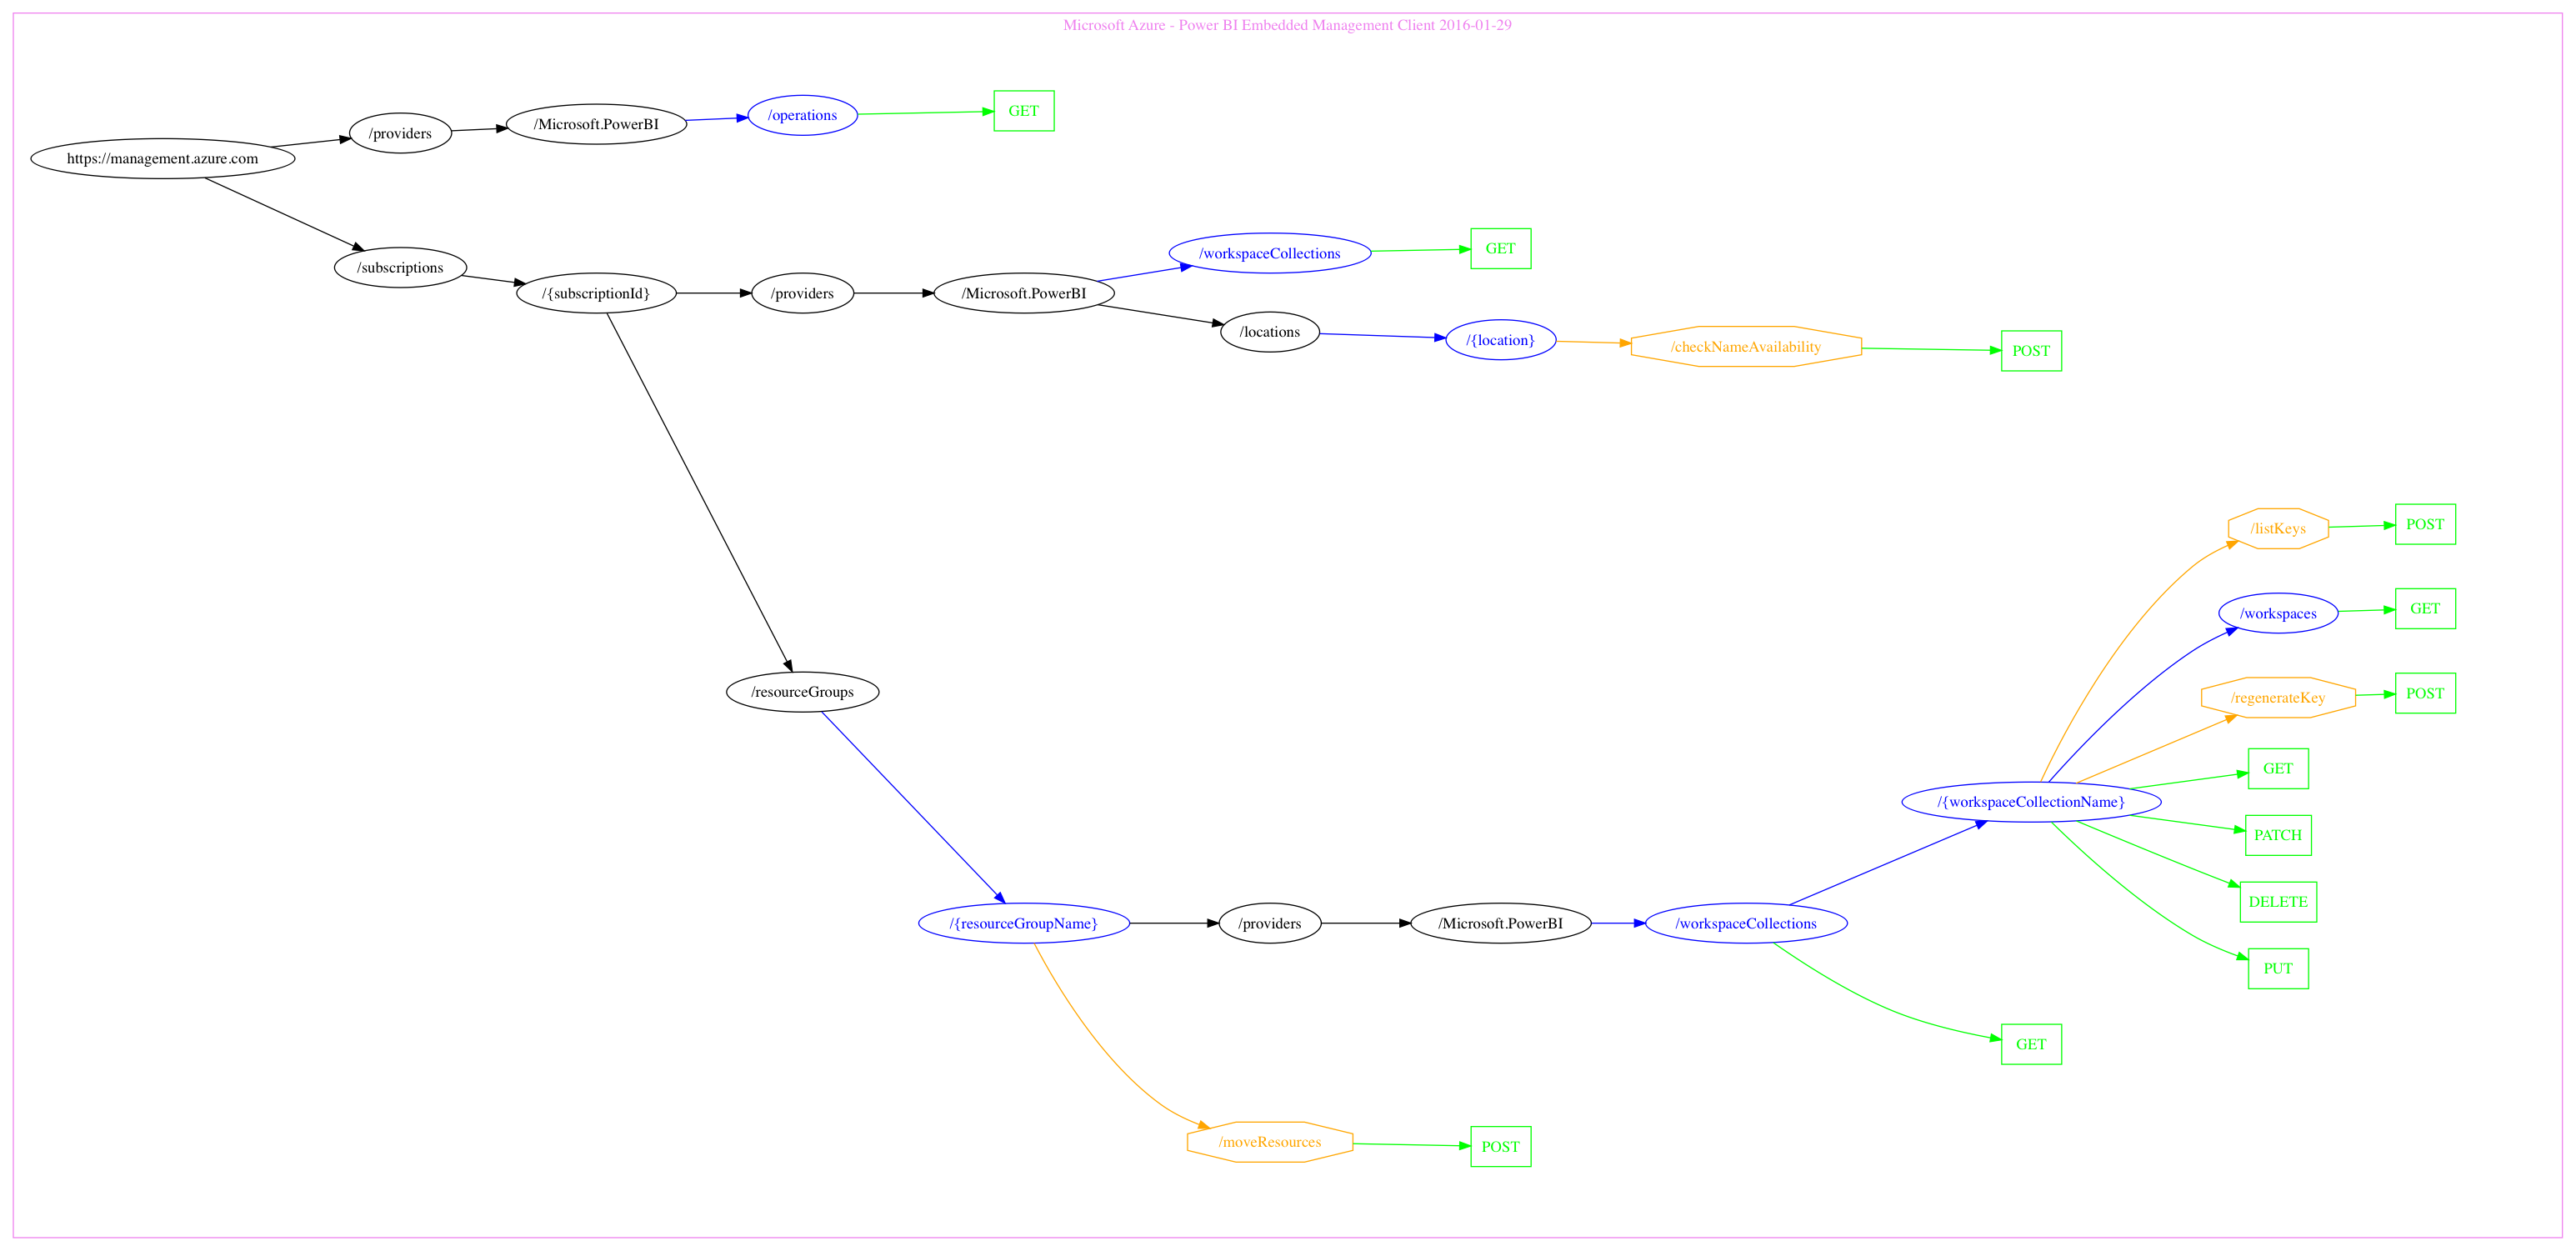 Microsoft Azure - Power BI Embedded Management Client 2016-01-29
https://management.azure.com
/providers
/Microsoft.PowerBI
/operations
GET
/subscriptions
/{subscriptionId}
/providers
/Microsoft.PowerBI
/workspaceCollections
GET
/locations
/{location}
/checkNameAvailability
POST
/resourceGroups
/{resourceGroupName}
/providers
/Microsoft.PowerBI
/workspaceCollections
/{workspaceCollectionName}
/listKeys
POST
/workspaces
GET
/regenerateKey
POST
GET
PATCH
DELETE
PUT
GET
/moveResources
POST